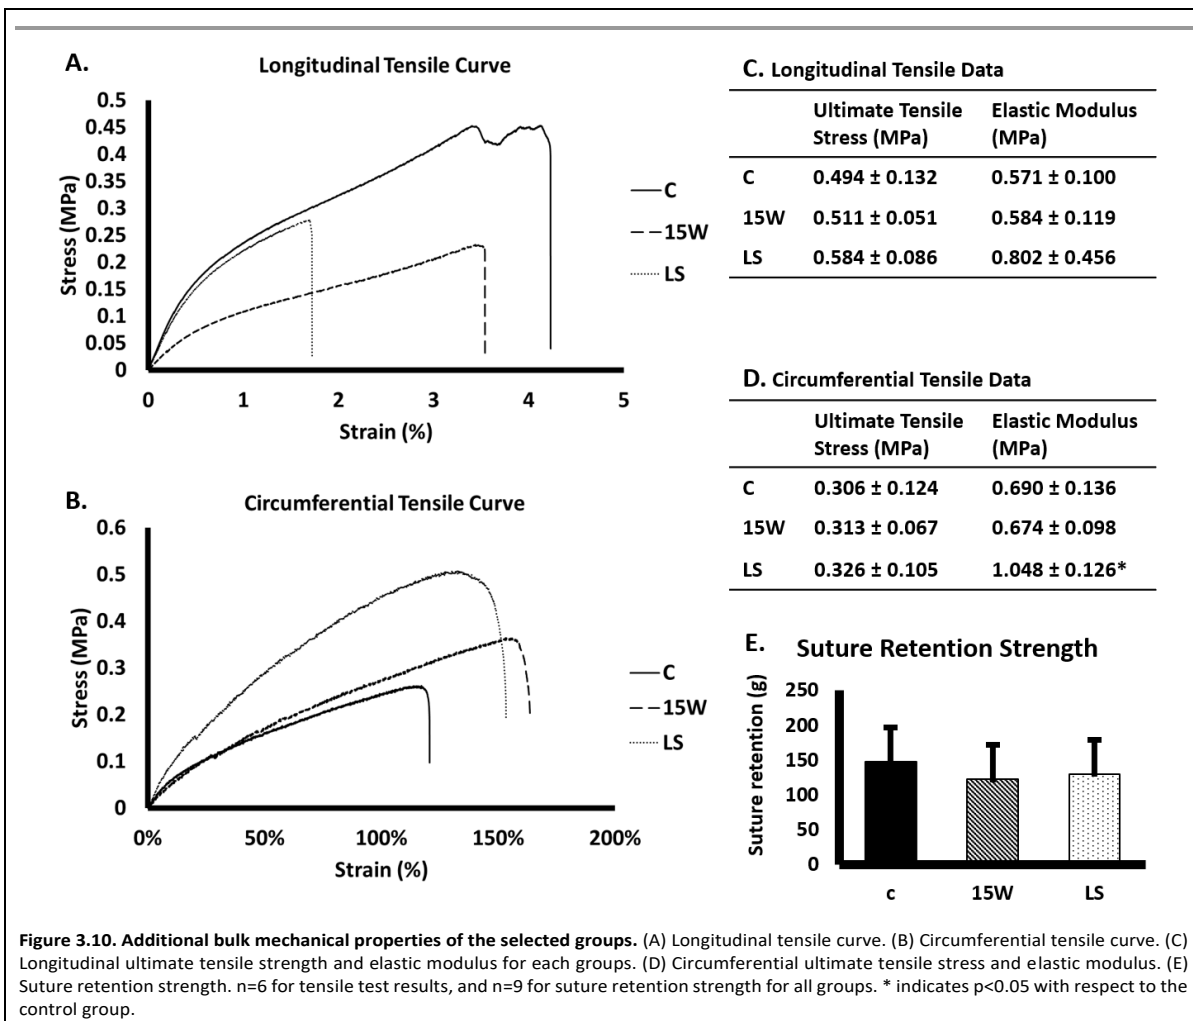 A.
Longitudinal Tensile Curve
0.5
0.45
0.4
0.35
0.3
0.25
0.2
0.15
0.1
0.05
0
Stress (MPa)
0 1 2 3 4 5
Strain (%)
C
15W
LS
B.
Circumferential Tensile Curve
0.6
0.5
0.4
0.3
0.2
0.1
0
Stress (MPa)
0% 50% 100% 150% 200%
Strain (%)
C
15W
LS
C. Longitudinal Tensile Data
Ultimate Tensile Stress (MPa) Elastic Modulus (MPa)
C 0.494 ± 0.132 0.571 ± 0.100
15W 0.511 ± 0.051 0.584 ± 0.119
LS 0.584 ± 0.086 0.802 ± 0.456
D. Circumferential Tensile Data
Ultimate Tensile Stress (MPa) Elastic Modulus (MPa)
C 0.306 ± 0.124 0.690 ± 0.136
15W 0.313 ± 0.067 0.674 ± 0.098
LS 0.326 ± 0.105 1.048 ± 0.126*
E. Suture Retention Strength
250
200
150
100
50
0
Suture retention (g)
c 15W LS
Figure 3.10. Additional bulk mechanical properties of the selected groups. (A) Longitudinal tensile curve. (B) Circumferential tensile curve. (C)
Longitudinal ultimate tensile strength and elastic modulus for each groups. (D) Circumferential ultimate tensile stress and elastic modulus. (E)
Suture retention strength. n=6 for tensile test results, and n=9 for suture retention strength for all groups. * indicates p<0.05 with respect to the
control group.